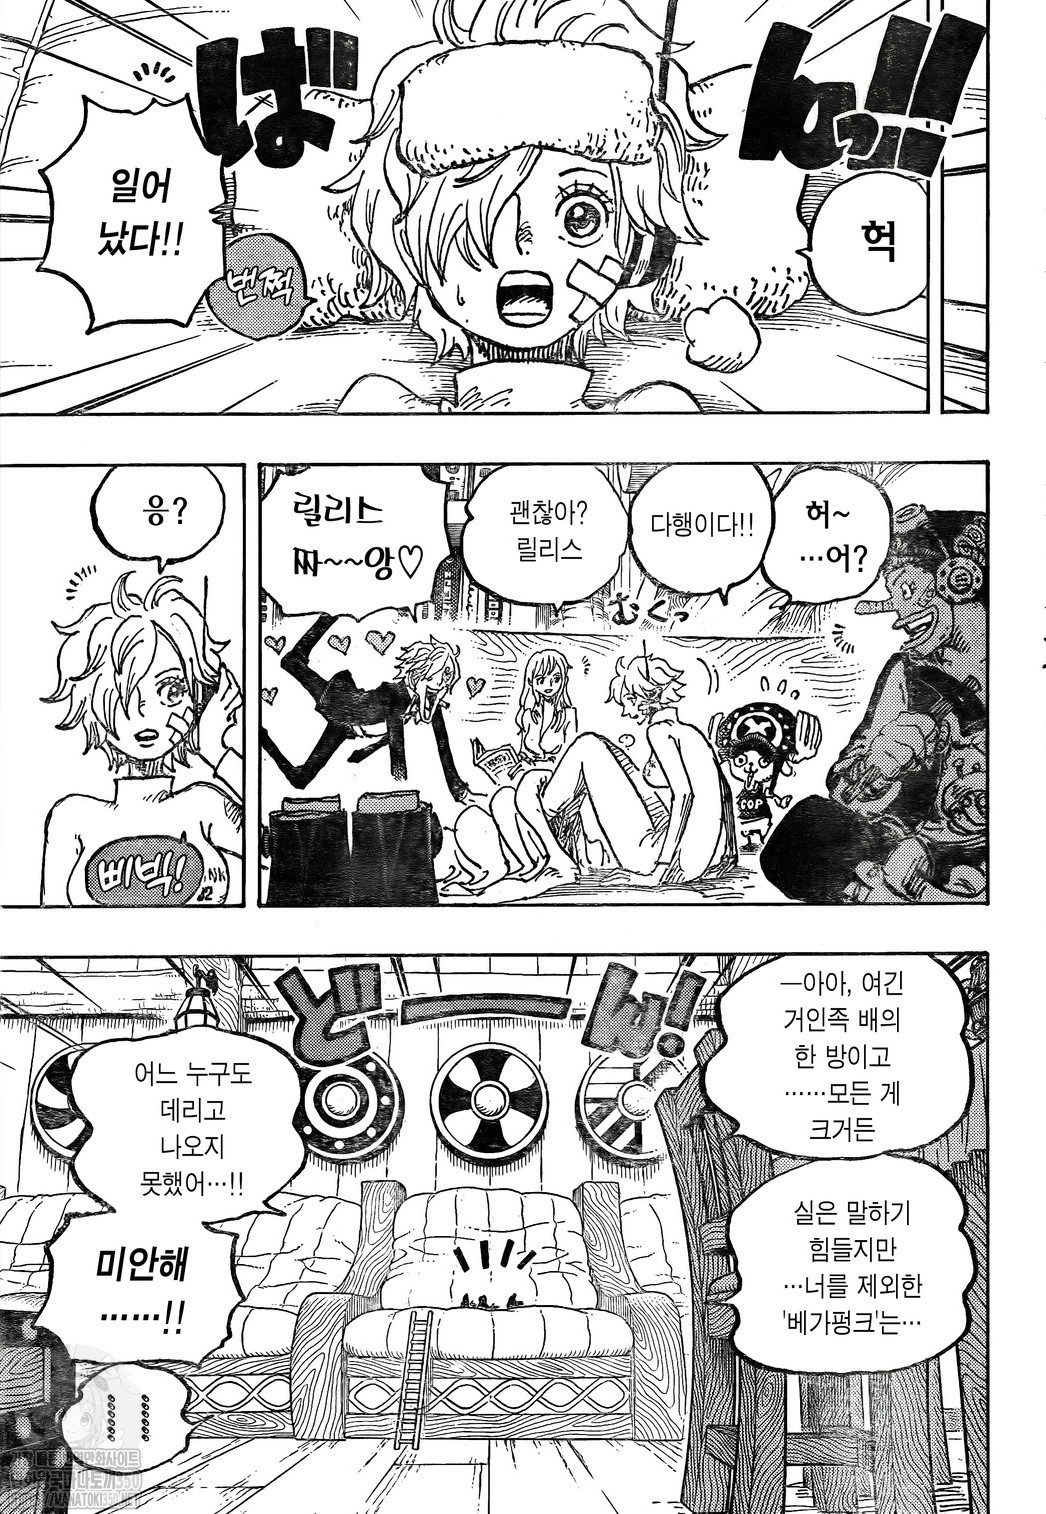 ばんっ!!
헉
일어
났다!!
번쩍
허~
…어?
다행이다!!
괜찮아?
릴리스
릴리스
짜~~앙♡
むくっ
COP
응?
삐빅!
どーーん!
—아아, 여긴
거인족 배의
한 방이고
……모든 게
크거든
실은 말하기
힘들지만
…너를 제외한
'베가펑크'는…
어느 누구도
데리고
나오지
못했어…!!
미안해
……!!